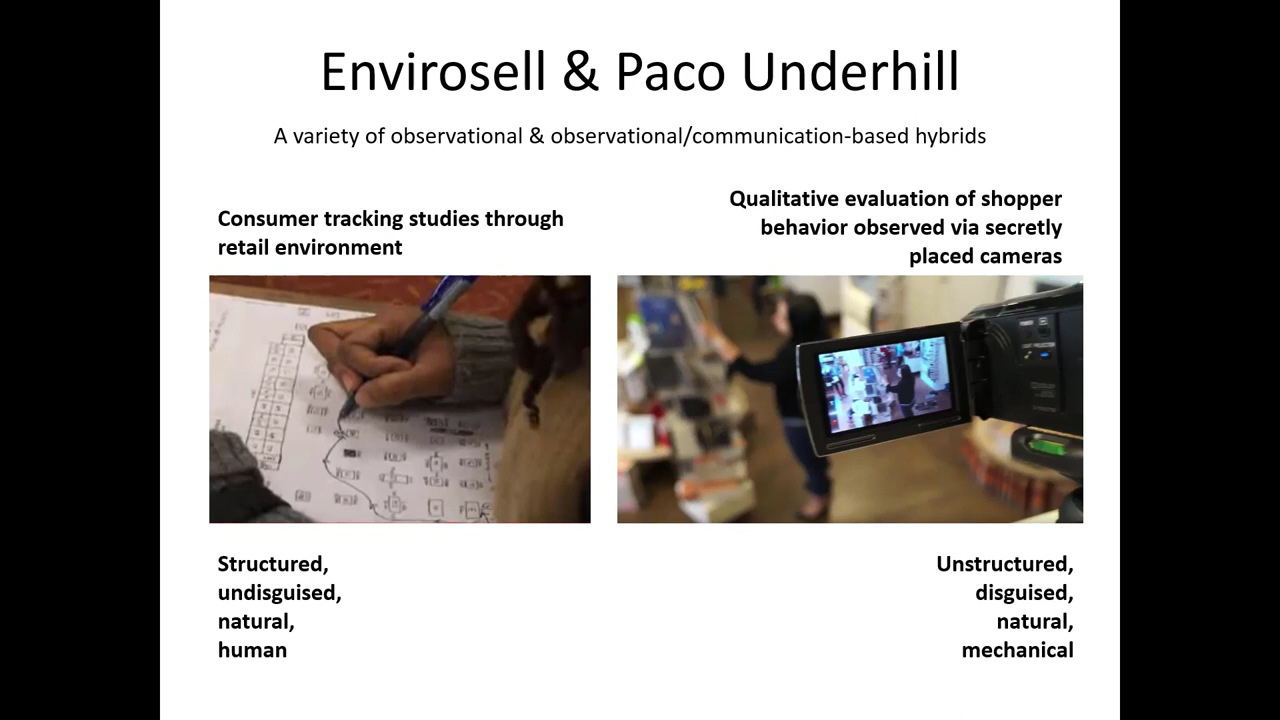 Envirosell & Paco Underhill
A variety of observational & observational/communication-based hybrids
Consumer tracking studies through
retail environment
Qualitative evaluation of shopper
behavior observed via secretly
placed cameras
Structured,
undisguised,
natural,
human
Unstructured,
disguised,
natural,
mechanical